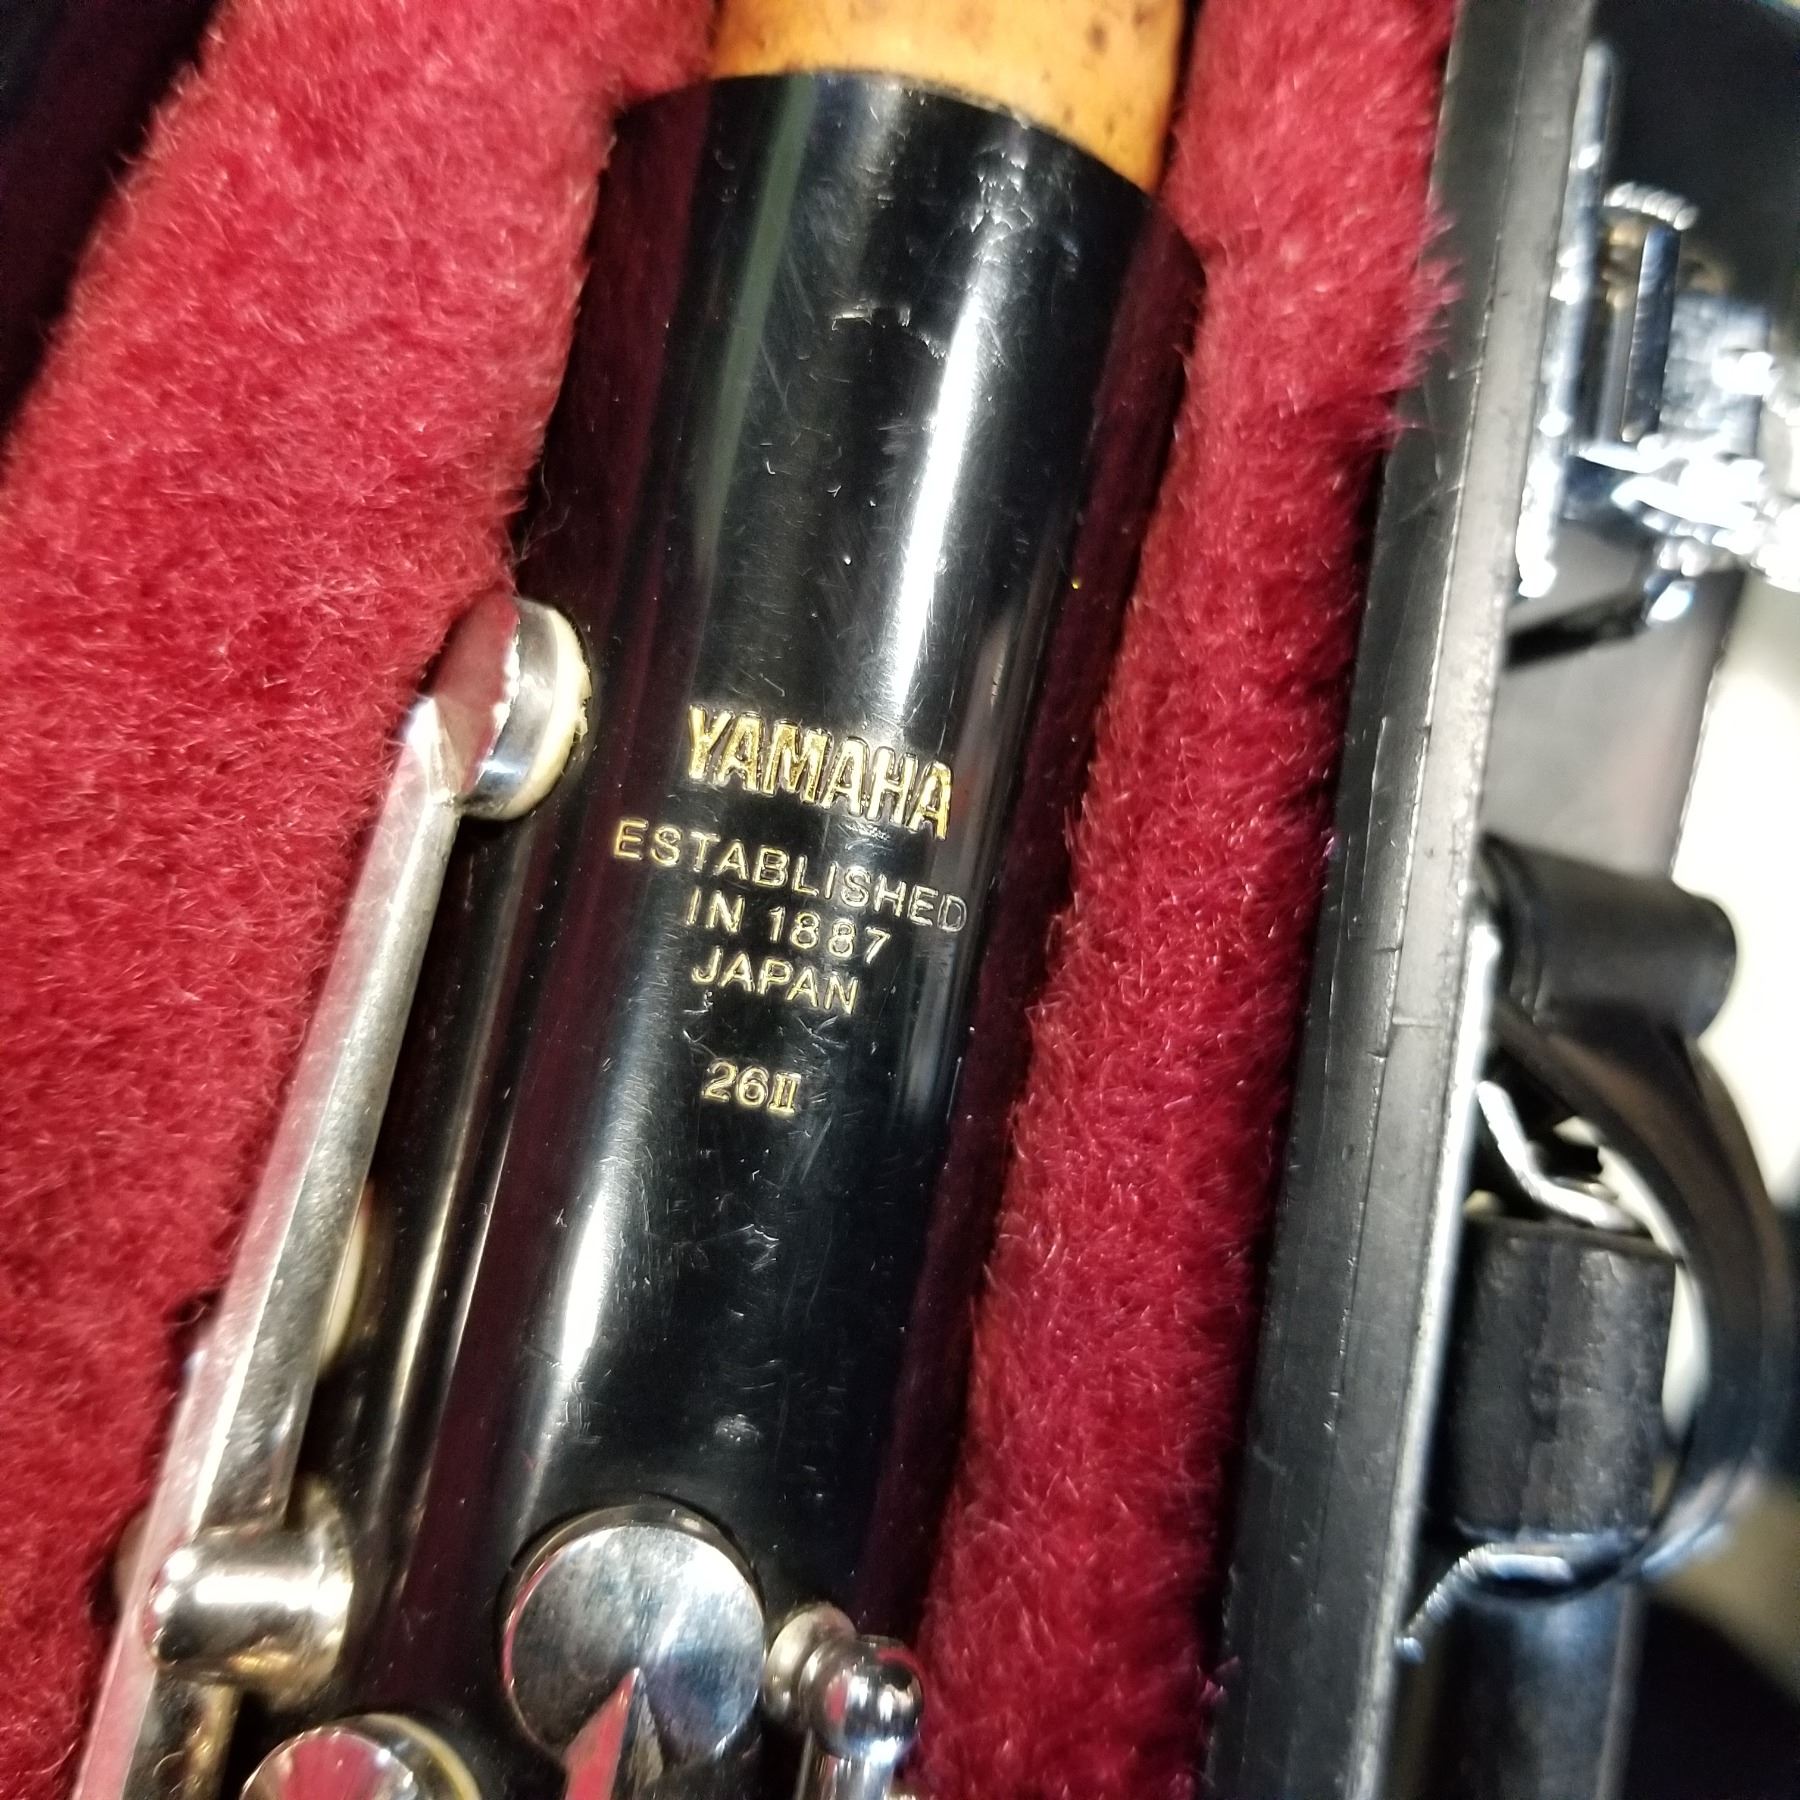 YAMAHA
ESTABLISHED
IN 1887
JAPAN
26II